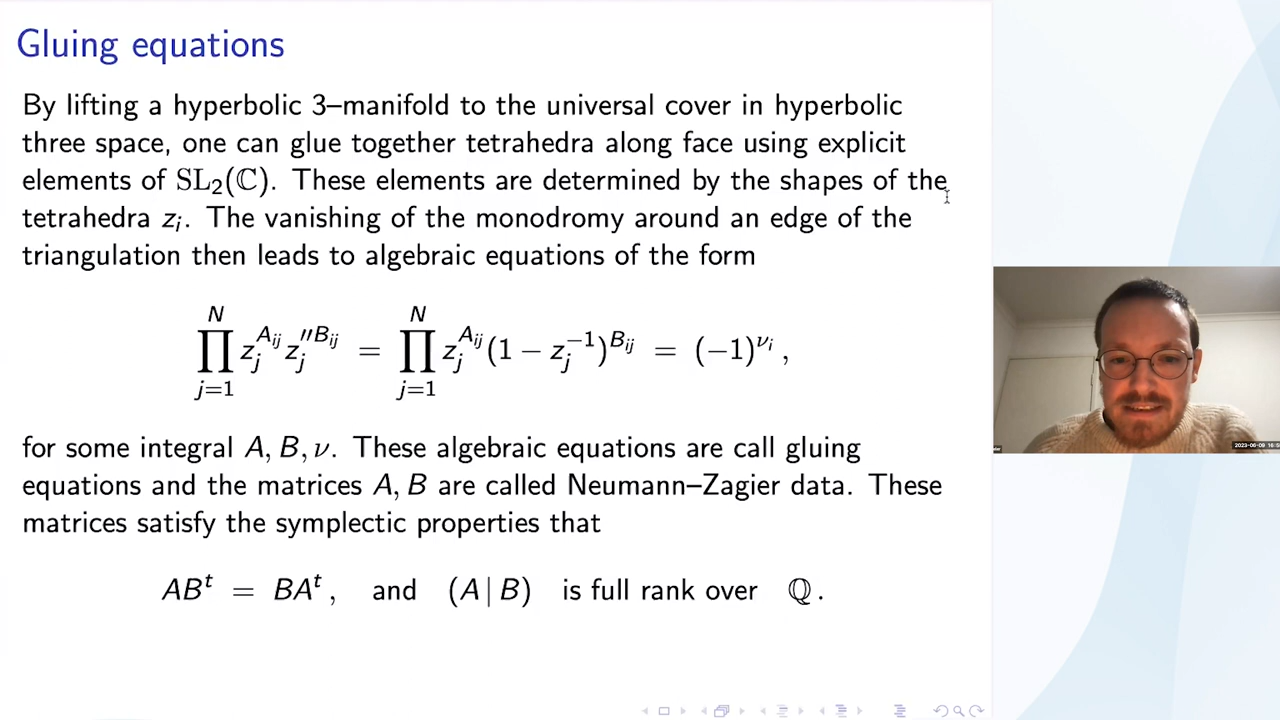 Gluing equations
By lifting a hyperbolic 3–manifold to the universal cover in hyperbolic
three space, one can glue together tetrahedra along face using explicit
elements of SL₂(ℂ). These elements are determined by the shapes of the
tetrahedra zᵢ. The vanishing of the monodromy around an edge of the
triangulation then leads to algebraic equations of the form
∏_{j=1}^{N} z_j^{A_{ij}} z_j''^{B_{ij}} = ∏_{j=1}^{N} z_j^{A_{ij}} (1 − z_j^{−1})^{B_{ij}} = (−1)^{ν_i} ,
for some integral A, B, ν. These algebraic equations are call gluing
equations and the matrices A, B are called Neumann–Zagier data. These
matrices satisfy the symplectic properties that
ABᵗ = BAᵗ , and (A | B) is full rank over ℚ .